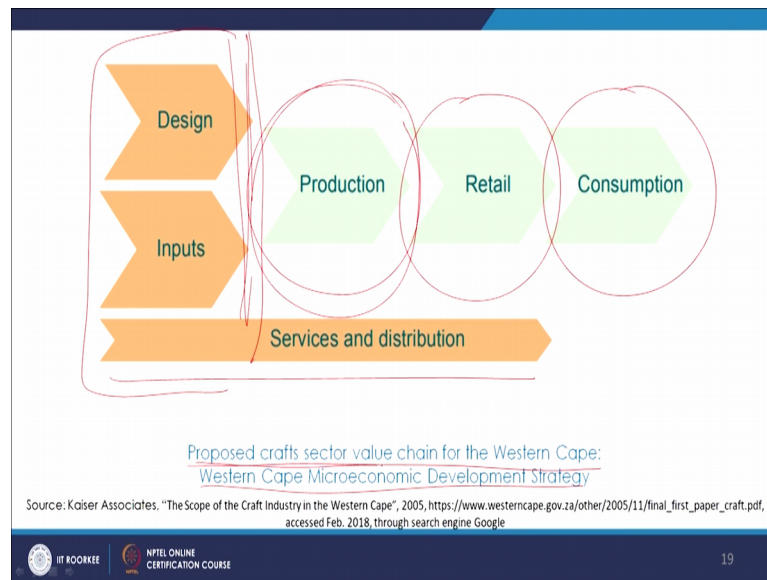 Design
Inputs
Production
Retail
Consumption
Services and distribution
Proposed crafts sector value chain for the Western Cape:
Western Cape Microeconomic Development Strategy
Source: Kaiser Associates, "The Scope of the Craft Industry in the Western Cape", 2005, https://www.westerncape.gov.za/other/2005/11/final_first_paper_craft.pdf,
accessed Feb. 2018, through search engine Google
IIT ROORKEE
NPTEL ONLINE
CERTIFICATION COURSE
19